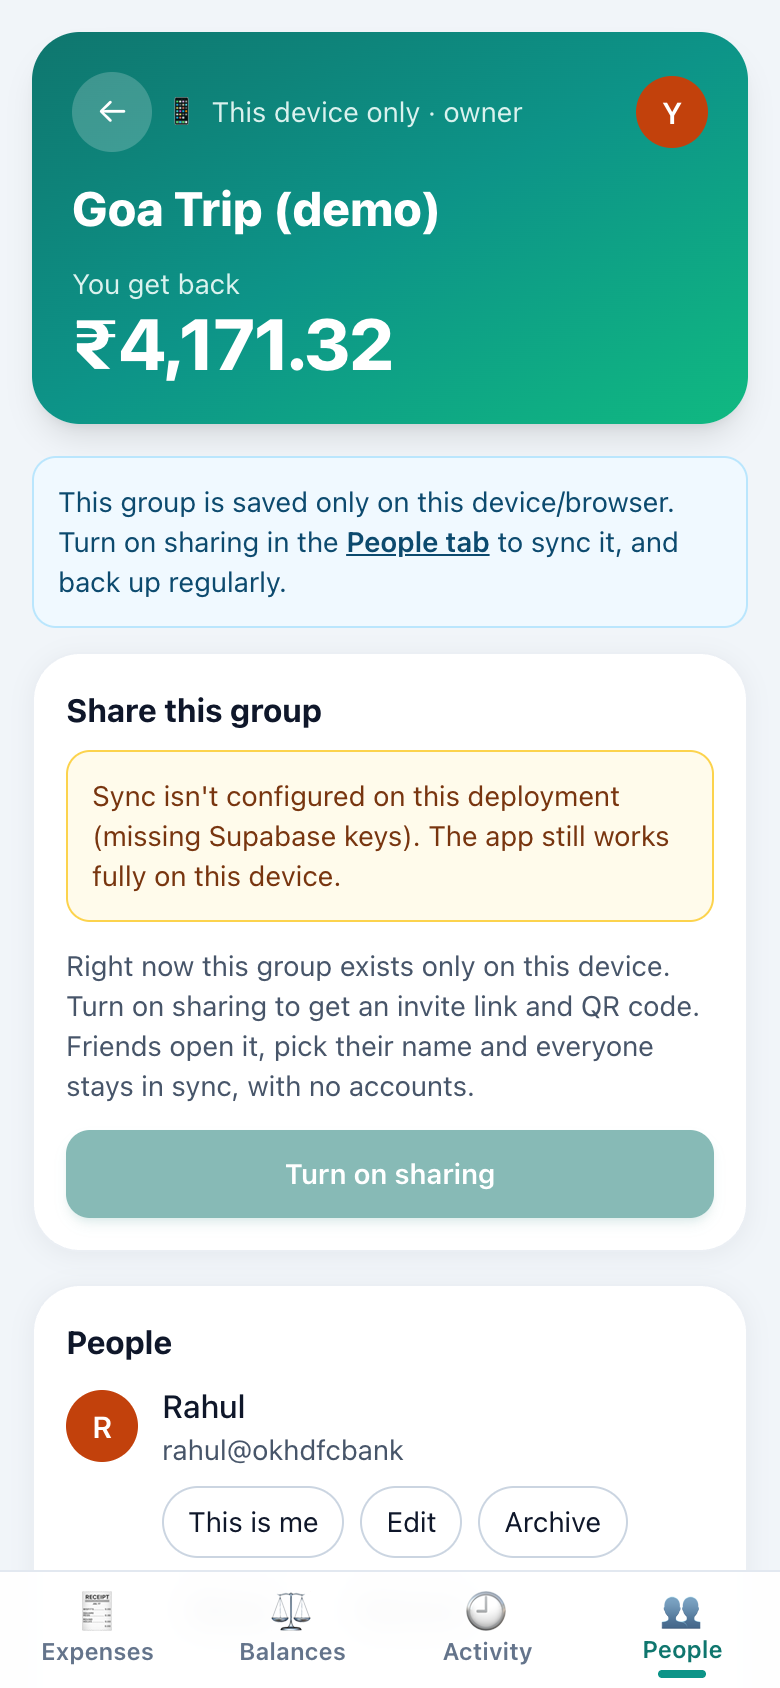 This device only · owner
Y
Goa Trip (demo)
You get back
₹4,171.32
This group is saved only on this device/browser.
Turn on sharing in the People tab to sync it, and
back up regularly.
Share this group
Sync isn't configured on this deployment
(missing Supabase keys). The app still works
fully on this device.
Right now this group exists only on this device.
Turn on sharing to get an invite link and QR code.
Friends open it, pick their name and everyone
stays in sync, with no accounts.
Turn on sharing
People
R
Rahul
rahul@okhdfcbank
This is me
Edit
Archive
RECEIPT
Expenses
Balances
Activity
People